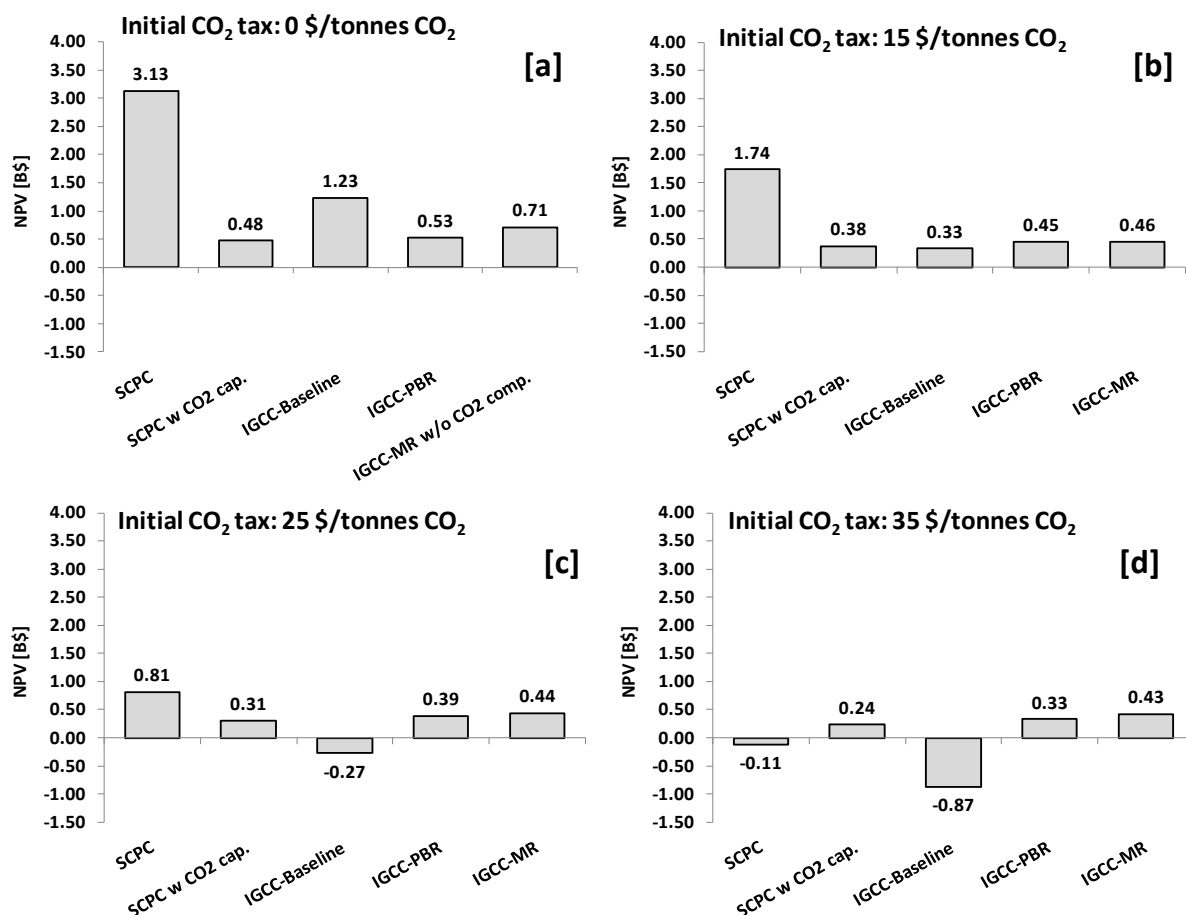 Initial CO2 tax: 0 $/tonnes CO2
[a]
NPV [B$]
4.00
3.50
3.00
2.50
2.00
1.50
1.00
0.50
0.00
-0.50
-1.00
-1.50
3.13
0.48
1.23
0.53
0.71
SCPC
SCPC w CO2 cap.
IGCC-Baseline
IGCC-PBR
IGCC-MR w/o CO2 comp.
Initial CO2 tax: 15 $/tonnes CO2
[b]
NPV [B$]
4.00
3.50
3.00
2.50
2.00
1.50
1.00
0.50
0.00
-0.50
-1.00
-1.50
1.74
0.38
0.33
0.45
0.46
SCPC
SCPC w CO2 cap.
IGCC-Baseline
IGCC-PBR
IGCC-MR
Initial CO2 tax: 25 $/tonnes CO2
[c]
NPV [B$]
4.00
3.50
3.00
2.50
2.00
1.50
1.00
0.50
0.00
-0.50
-1.00
-1.50
0.81
0.31
-0.27
0.39
0.44
SCPC
SCPC w CO2 cap.
IGCC-Baseline
IGCC-PBR
IGCC-MR
Initial CO2 tax: 35 $/tonnes CO2
[d]
NPV [B$]
4.00
3.50
3.00
2.50
2.00
1.50
1.00
0.50
0.00
-0.50
-1.00
-1.50
-0.11
0.24
-0.87
0.33
0.43
SCPC
SCPC w CO2 cap.
IGCC-Baseline
IGCC-PBR
IGCC-MR